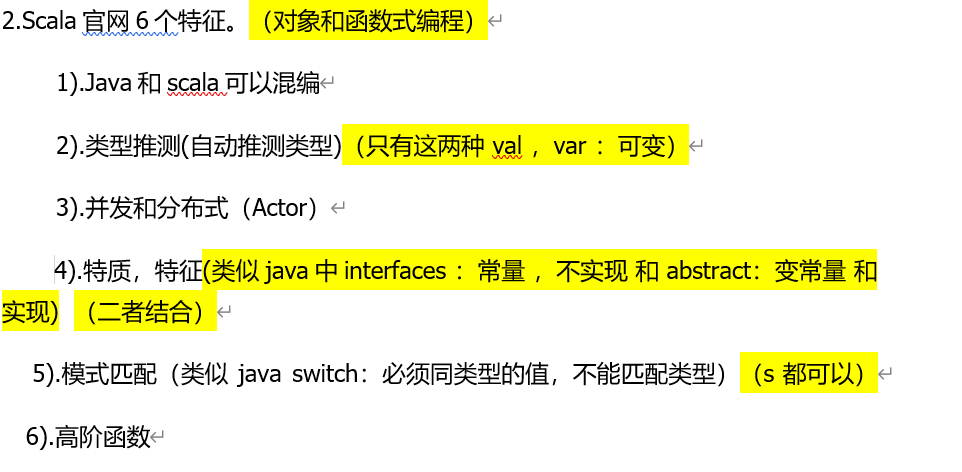 2.Scala 官网 6 个特征。（对象和函数式编程）
1).Java 和 scala 可以混编
2).类型推测(自动推测类型)（只有这两种 val ，var ：可变）
3).并发和分布式（Actor）
4).特质，特征(类似 java 中 interfaces ：常量 ，不实现 和 abstract：变常量 和
实现) （二者结合）
5).模式匹配（类似 java switch：必须同类型的值，不能匹配类型）（s 都可以）
6).高阶函数